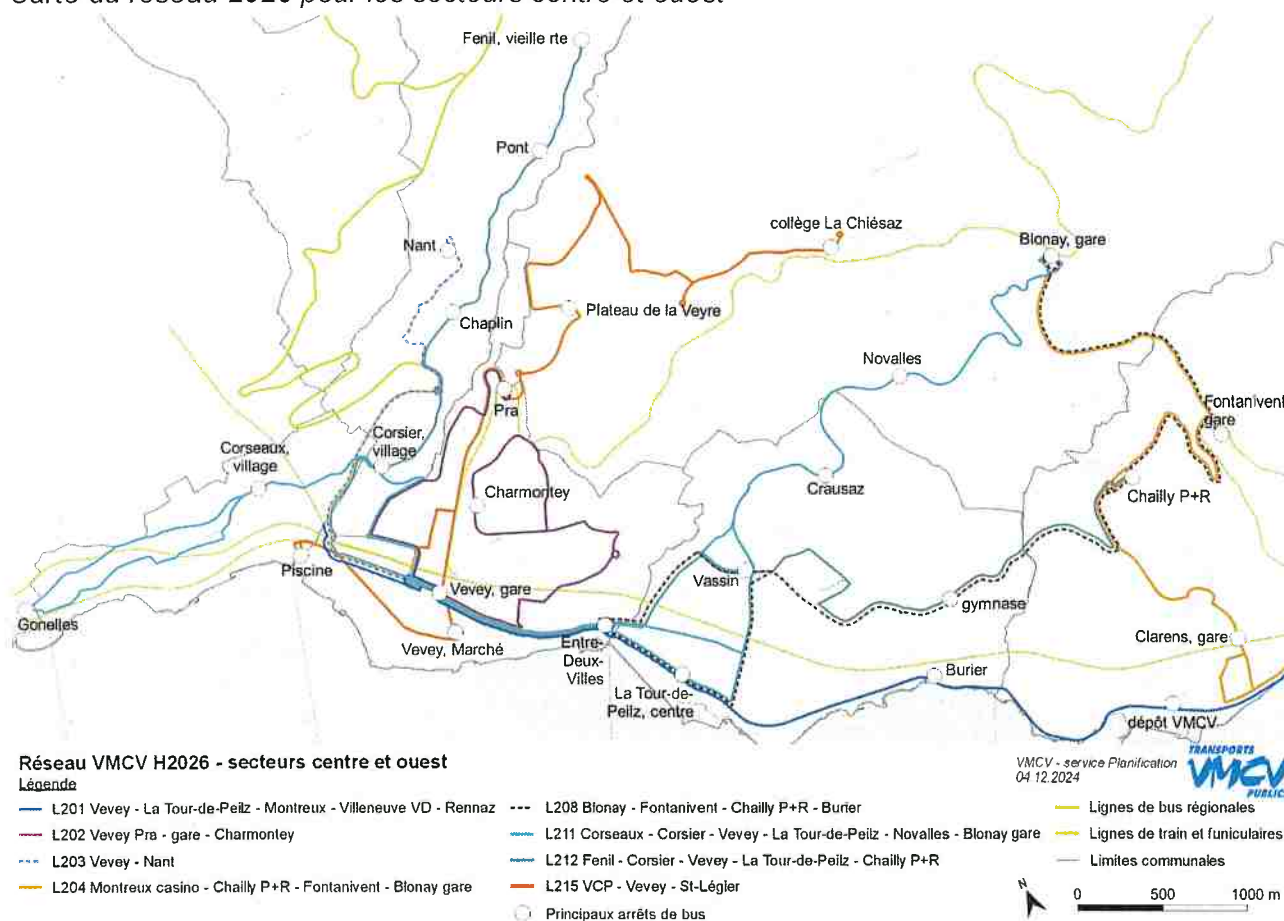 Fenil, vieille rte
Pont
collège La Chiésaz
Nant
Blonay, gare
Chaplin
Plateau de la Veyre
Novalles
Pra
Fontanivent
gare
Corsier,
village
Corseaux,
village
Charmontey
Crausaz
Chailly P+R
Piscine
Vassin
Vevey, gare
gymnase
Gonelles
Vevey, Marché
Entre-
Deux-
Villes
Clarens, gare
Burier
La Tour-de-
Peilz, centre
dépôt VMCV
Réseau VMCV H2026 - secteurs centre et ouest
Légende
VMCV - service Planification
04.12.2024
TRANSPORTS
VMCV
PUBLIC
L201 Vevey - La Tour-de-Peilz - Montreux - Villeneuve VD - Rennaz
L202 Vevey Pra - gare - Charmontey
L203 Vevey - Nant
L204 Montreux casino - Chailly P+R - Fontanivent - Blonay gare
L208 Blonay - Fontanivent - Chailly P+R - Burier
L211 Corseaux - Corsier - Vevey - La Tour-de-Peilz - Novalles - Blonay gare
L212 Fenil - Corsier - Vevey - La Tour-de-Peilz - Chailly P+R
L215 VCP - Vevey - St-Légier
Principaux arrêts de bus
Lignes de bus régionales
Lignes de train et funiculaires
Limites communales
N
0 500 1000 m